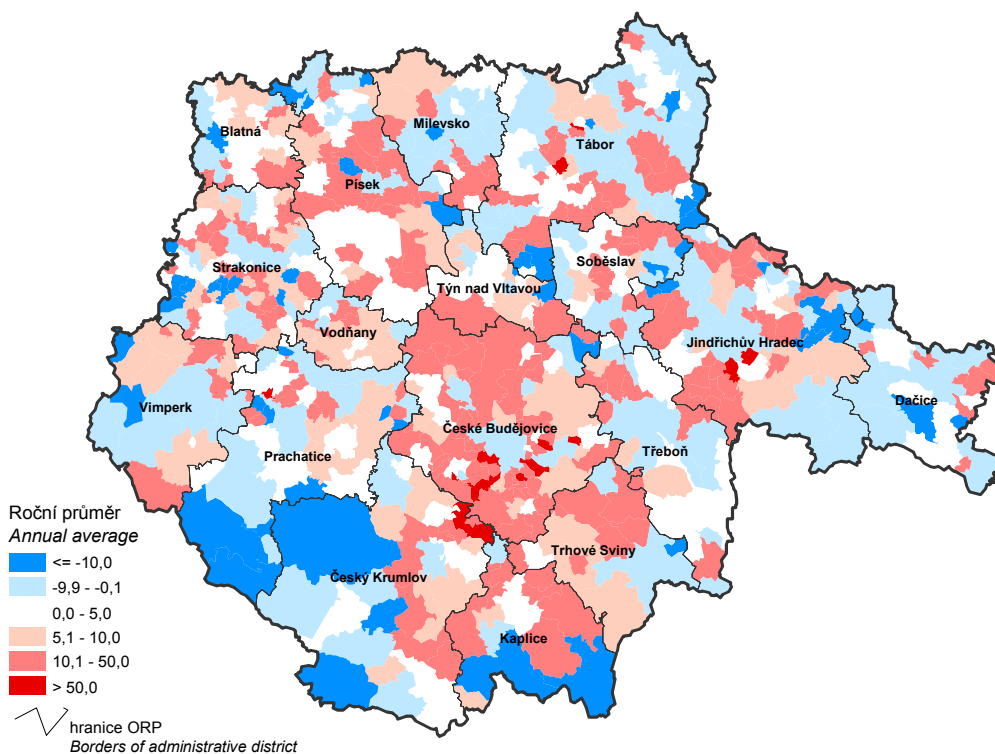 Milevsko
Blatná
Tábor
Písek
Soběslav
Strakonice
Týn nad Vltavou
Vodňany
Jindřichův Hradec
Dačice
Vimperk
České Budějovice
Třeboň
Prachatice
Trhové Sviny
Český Krumlov
Kaplice
Roční průměr
Annual average
<= -10,0
-9,9 - -0,1
0,0 - 5,0
5,1 - 10,0
10,1 - 50,0
> 50,0
hranice ORP
Borders of administrative district